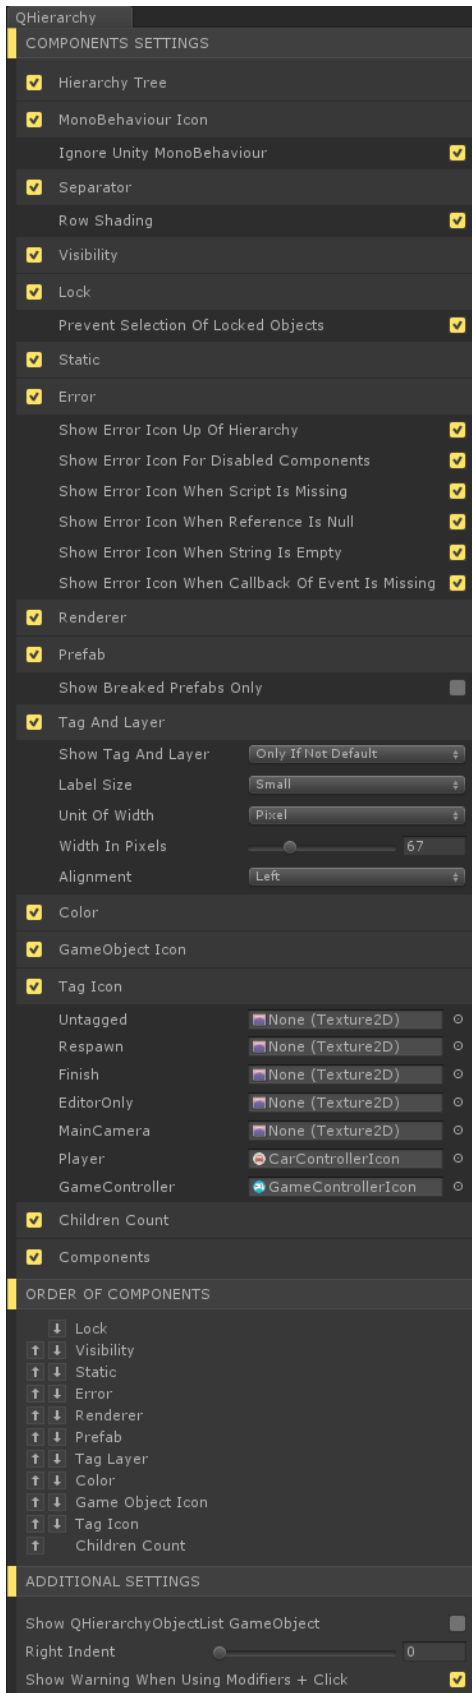 QHierarchy
COMPONENTS SETTINGS
Hierarchy Tree
MonoBehaviour Icon
Ignore Unity MonoBehaviour
Separator
Row Shading
Visibility
Lock
Prevent Selection Of Locked Objects
Static
Error
Show Error Icon Up Of Hierarchy
Show Error Icon For Disabled Components
Show Error Icon When Script Is Missing
Show Error Icon When Reference Is Null
Show Error Icon When String Is Empty
Show Error Icon When Callback Of Event Is Missing
Renderer
Prefab
Show Breaked Prefabs Only
Tag And Layer
Show Tag And Layer Only If Not Default
Label Size Small
Unit Of Width Pixel
Width In Pixels 67
Alignment Left
Color
GameObject Icon
Tag Icon
Untagged None (Texture2D)
Respawn None (Texture2D)
Finish None (Texture2D)
EditorOnly None (Texture2D)
MainCamera None (Texture2D)
Player CarControllerIcon
GameController GameControllerIcon
Children Count
Components
ORDER OF COMPONENTS
Lock
Visibility
Static
Error
Renderer
Prefab
Tag Layer
Color
Game Object Icon
Tag Icon
Children Count
ADDITIONAL SETTINGS
Show QHierarchyObjectList GameObject
Right Indent 0
Show Warning When Using Modifiers + Click